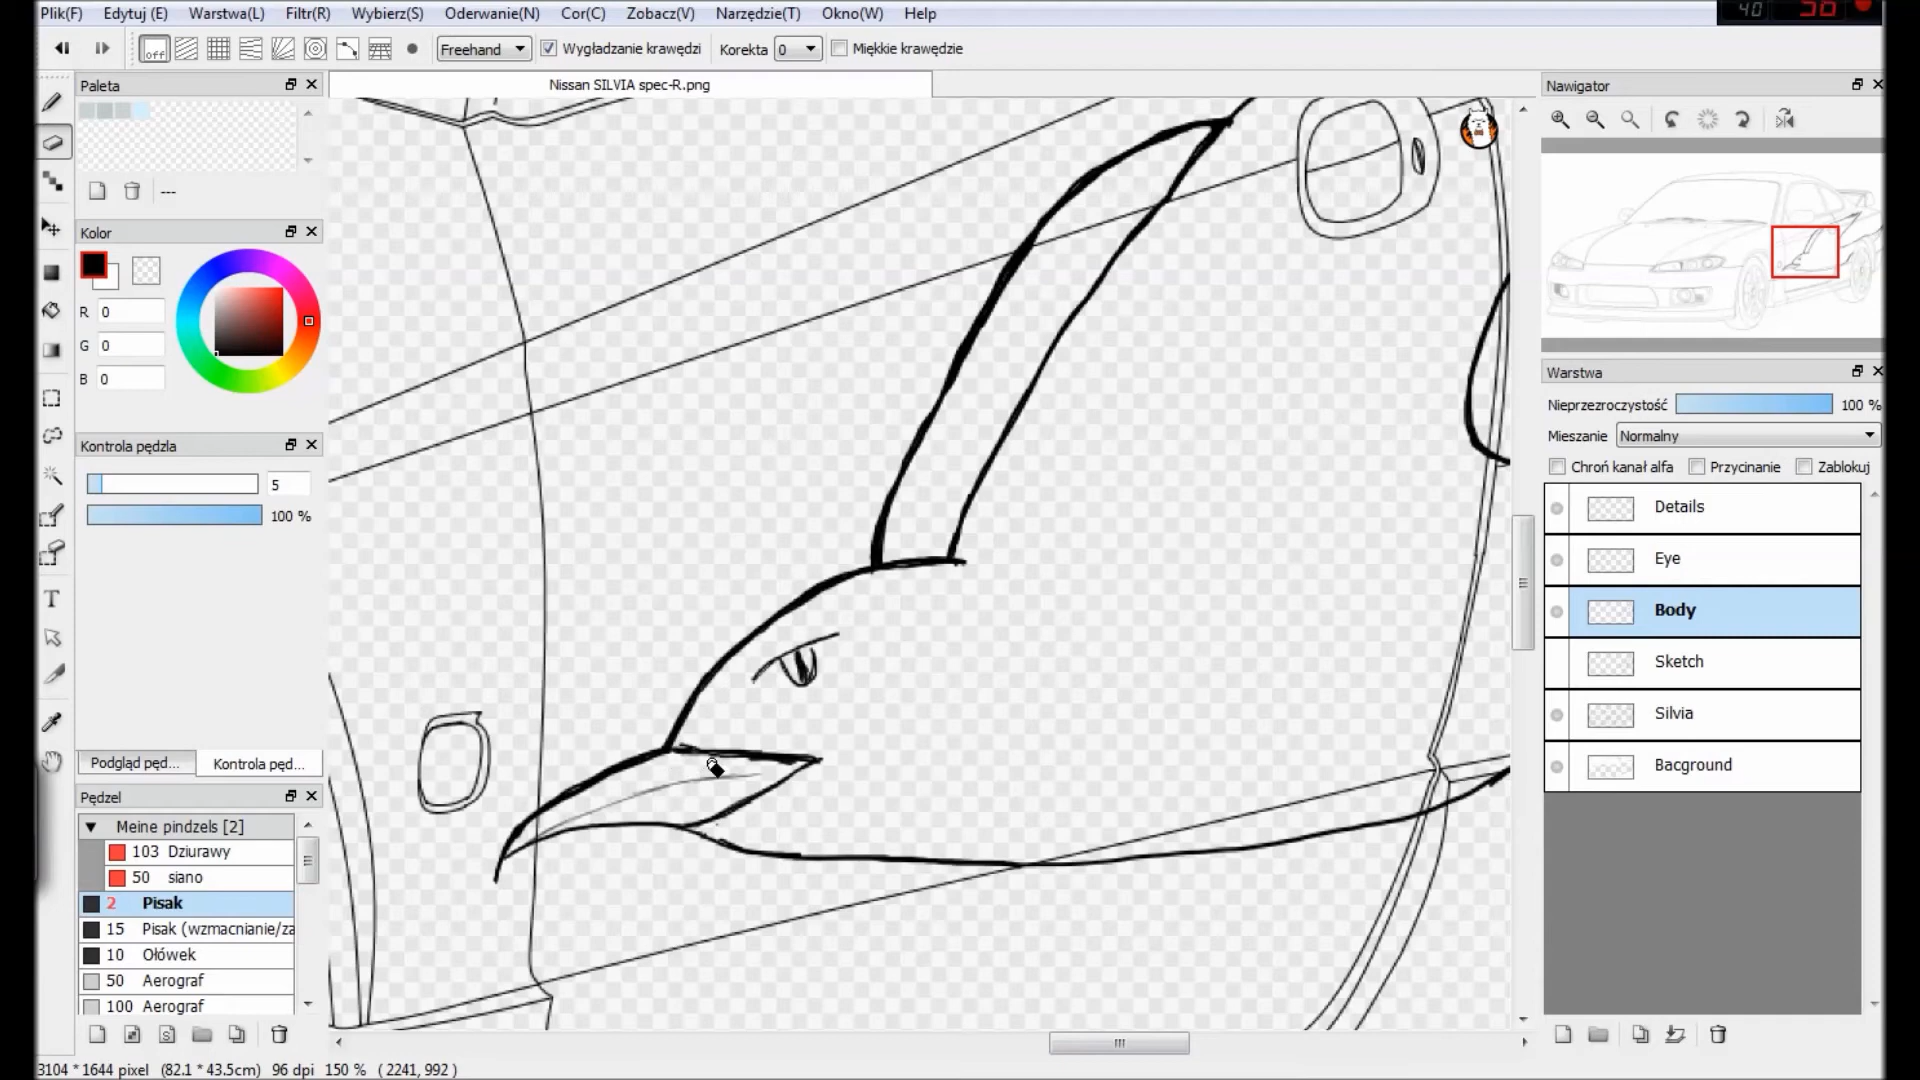 Plik(F) Edytuj (E) Warstwa(L) Filtr(R) Wybierz(S) Oderwanie(N) Cor(C) Zobacz(V) Narzędzie(T) Okno(W) Help
40 56
off Freehand Wygładzanie krawędzi Korekta 0 Miękkie krawędzie
Paleta
Nissan SILVIA spec-R.png
Nawigator
---
Kolor
R 0
G 0
B 0
Warstwa
Nieprzezroczystość 100 %
Mieszanie Normalny
Chroń kanał alfa Przycinanie Zablokuj
Kontrola pędzla
5
100 %
Details
Eye
Body
Sketch
Silvia
Bacground
T
Podgląd pęd... Kontrola pęd...
Pędzel
Meine pindzels [2]
103 Dziurawy
50 siano
2 Pisak
15 Pisak (wzmacnianie/za
10 Ołówek
50 Aerograf
100 Aerograf
3104 * 1644 pixel (82.1 * 43.5cm) 96 dpi 150 % ( 2241, 992 )